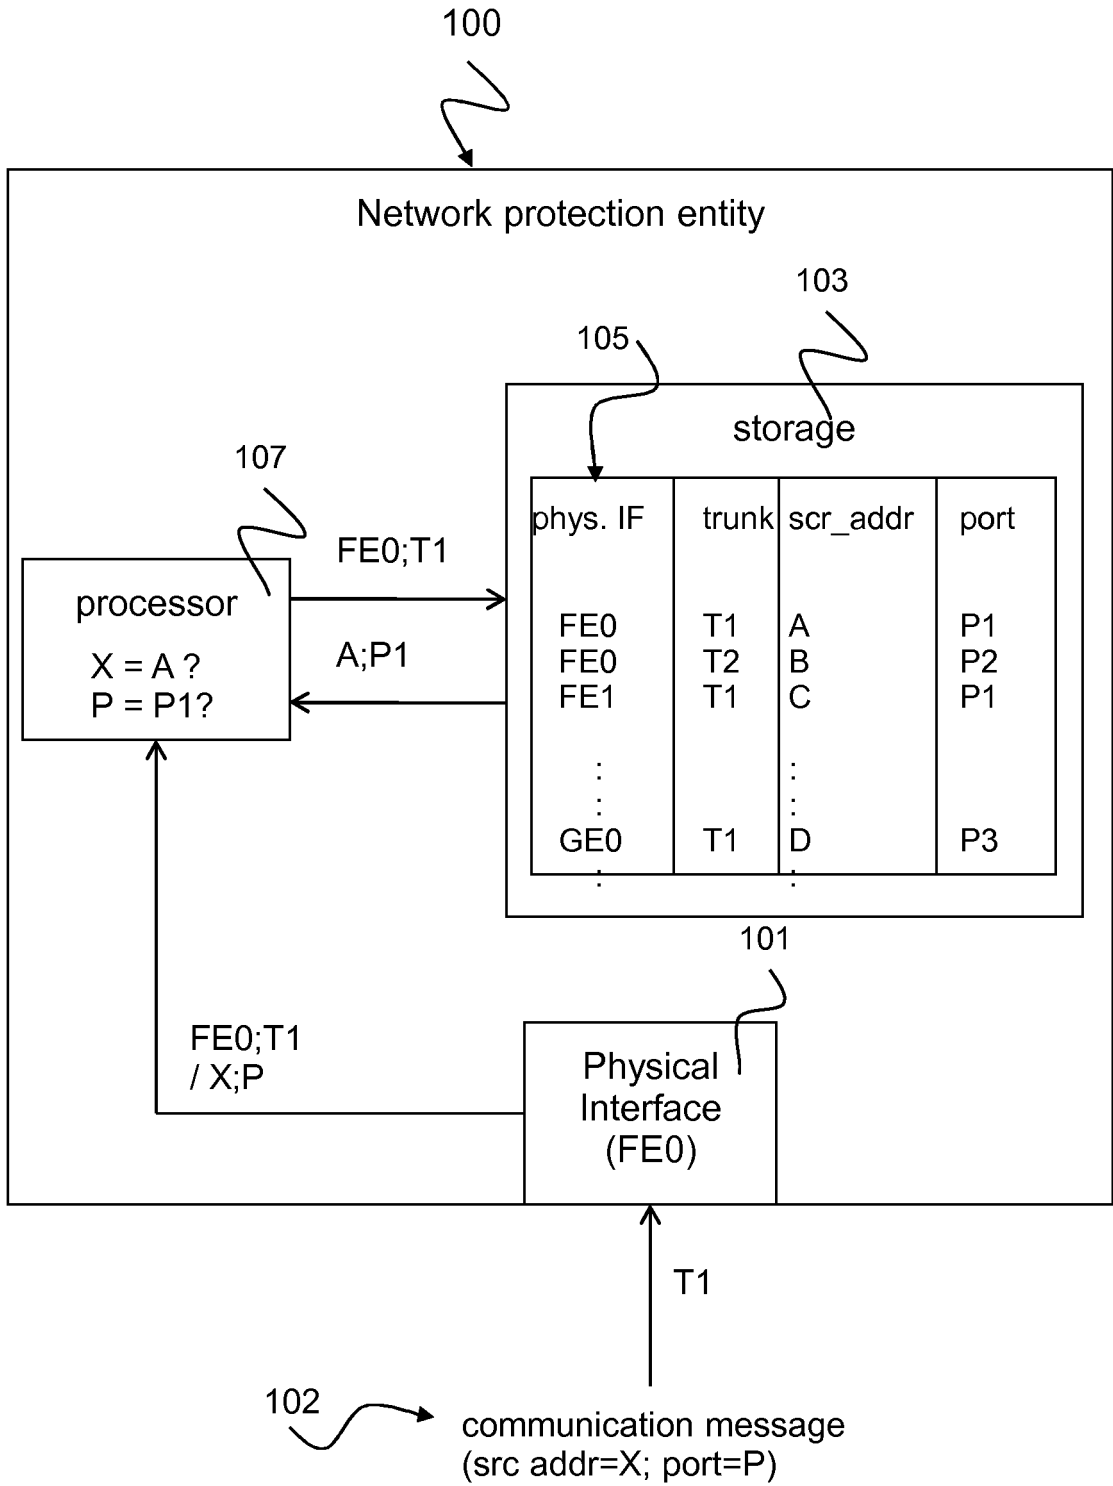 100
Network protection entity
103
105
storage
107
phys. IF trunk scr_addr port
FE0;T1
processor
FE0 T1 A P1
A;P1
X = A ?
FE0 T2 B P2
P = P1?
FE1 T1 C P1
: :
: :
GE0 T1 D P3
: :
101
FE0;T1
/ X;P
Physical
Interface
(FE0)
T1
102
communication message
(src addr=X; port=P)